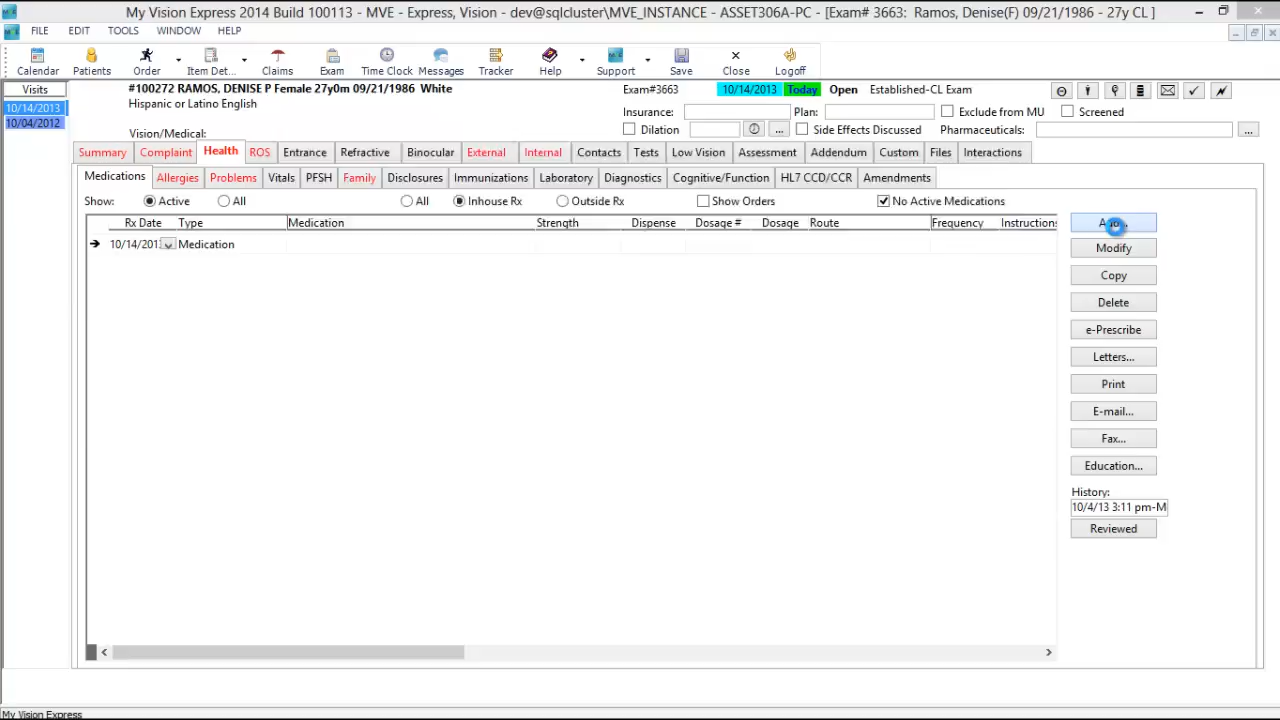 My Vision Express 2014 Build 100113 - MVE - Express, Vision - dev@sqlcluster\MVE_INSTANCE - ASSET306A-PC - [Exam# 3663: Ramos, Denise(F) 09/21/1986 - 27y CL ]
FILE EDIT TOOLS WINDOW HELP
Calendar Patients Order Item Det... Claims Exam Time Clock Messages Tracker Help Support Save Close Logoff
Visits
10/14/2013
10/04/2012
#100272 RAMOS, DENISE P Female 27y0m 09/21/1986 White
Hispanic or Latino English
Vision/Medical:
Exam#3663 10/14/2013 Today Open Established-CL Exam
Insurance: Plan: Exclude from MU Screened
Dilation ... Side Effects Discussed Pharmaceuticals: ...
Summary Complaint Health ROS Entrance Refractive Binocular External Internal Contacts Tests Low Vision Assessment Addendum Custom Files Interactions
Medications Allergies Problems Vitals PFSH Family Disclosures Immunizations Laboratory Diagnostics Cognitive/Function HL7 CCD/CCR Amendments
Show: Active All All Inhouse Rx Outside Rx Show Orders No Active Medications
Rx Date Type Medication Strength Dispense Dosage # Dosage Route Frequency Instructions
10/14/201 Medication
Modify
Copy
Delete
e-Prescribe
Letters...
Print
E-mail...
Fax...
Education...
History:
10/4/13 3:11 pm-M
Reviewed
My Vision Express